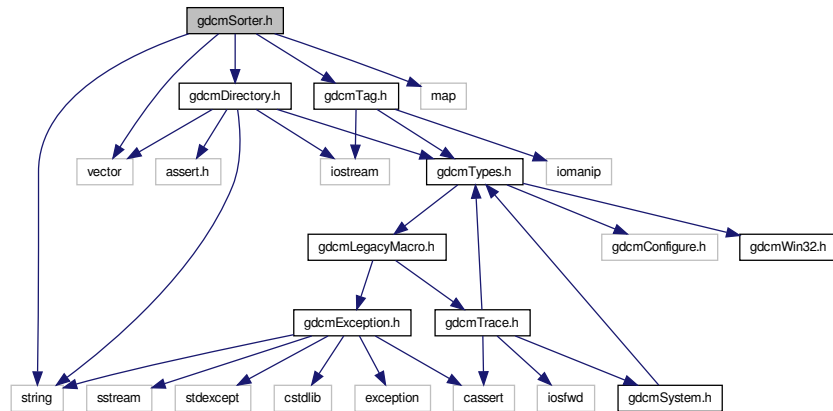 gdcmSorter.h
gdcmDirectory.h
gdcmTag.h
map
vector
assert.h
iostream
gdcmTypes.h
iomanip
gdcmLegacyMacro.h
gdcmConfigure.h
gdcmWin32.h
gdcmException.h
gdcmTrace.h
string
sstream
stdexcept
cstdlib
exception
cassert
iosfwd
gdcmSystem.h